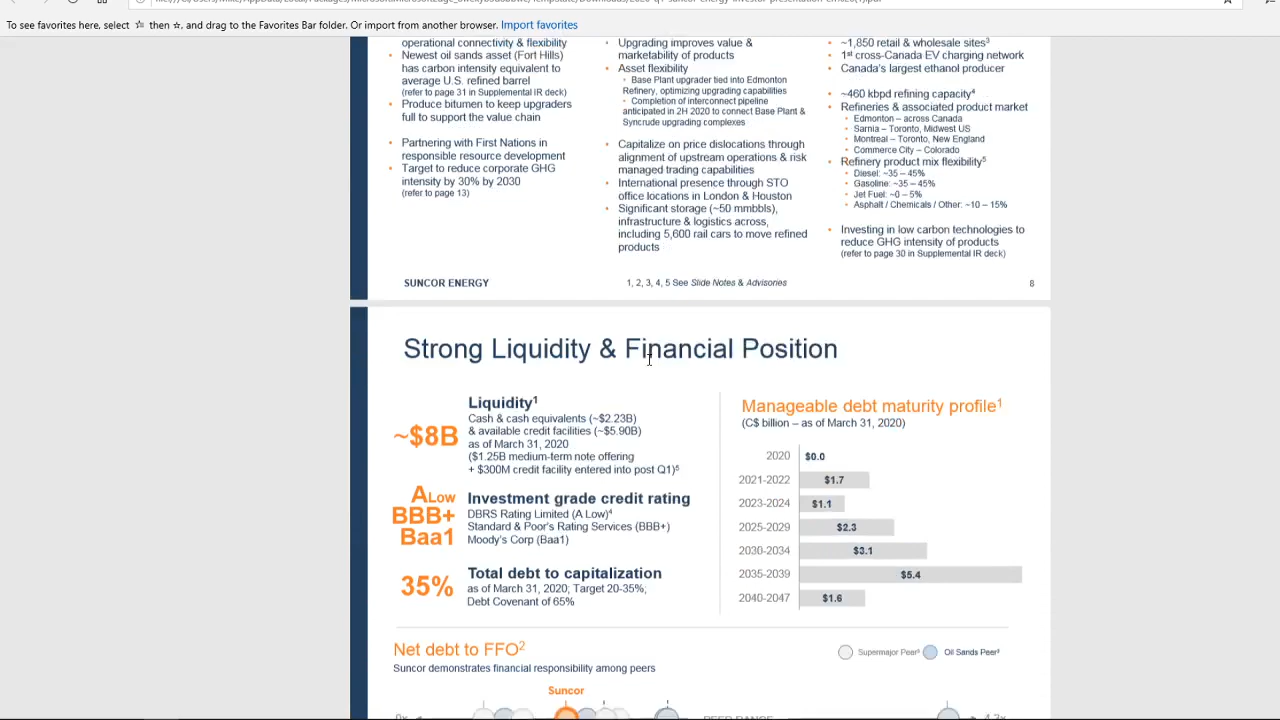 To see favorites here, select ☆ then ☆, and drag to the Favorites Bar folder. Or import from another browser. Import favorites
operational connectivity & flexibility
• Newest oil sands asset (Fort Hills)
has carbon intensity equivalent to
average U.S. refined barrel
(refer to page 31 in Supplemental IR deck)
• Produce bitumen to keep upgraders
full to support the value chain
• Partnering with First Nations in
responsible resource development
• Target to reduce corporate GHG
intensity by 30% by 2030
(refer to page 13)
• Upgrading improves value &
marketability of products
• Asset flexibility
• Base Plant upgrader tied into Edmonton
Refinery, optimizing upgrading capabilities
• Completion of interconnect pipeline
anticipated in 2H 2020 to connect Base Plant &
Syncrude upgrading complexes
• Capitalize on price dislocations through
alignment of upstream operations & risk
managed trading capabilities
• International presence through STO
office locations in London & Houston
• Significant storage (~50 mmbbls),
infrastructure & logistics across,
including 5,600 rail cars to move refined
products
• ~1,850 retail & wholesale sites³
• 1st cross-Canada EV charging network
• Canada's largest ethanol producer
• ~460 kbpd refining capacity⁴
• Refineries & associated product market
• Edmonton – across Canada
• Sarnia – Toronto, Midwest US
• Montreal – Toronto, New England
• Commerce City – Colorado
• Refinery product mix flexibility⁵
• Diesel: ~35 – 45%
• Gasoline: ~35 – 45%
• Jet Fuel: ~0 – 5%
• Asphalt / Chemicals / Other: ~10 – 15%
• Investing in low carbon technologies to
reduce GHG intensity of products
(refer to page 30 in Supplemental IR deck)
SUNCOR ENERGY
1, 2, 3, 4, 5 See Slide Notes & Advisories
8
Strong Liquidity & Financial Position
~$8B
Liquidity¹
Cash & cash equivalents (~$2.23B)
& available credit facilities (~$5.90B)
as of March 31, 2020
($1.25B medium-term note offering
+ $300M credit facility entered into post Q1)⁵
ALow
BBB+
Baa1
Investment grade credit rating
DBRS Rating Limited (A Low)⁴
Standard & Poor's Rating Services (BBB+)
Moody's Corp (Baa1)
35%
Total debt to capitalization
as of March 31, 2020; Target 20-35%;
Debt Covenant of 65%
Manageable debt maturity profile¹
(C$ billion – as of March 31, 2020)
2020 $0.0
2021-2022 $1.7
2023-2024 $1.1
2025-2029 $2.3
2030-2034 $3.1
2035-2039 $5.4
2040-2047 $1.6
Net debt to FFO²
Suncor demonstrates financial responsibility among peers
Supermajor Peer³ Oil Sands Peer³
Suncor